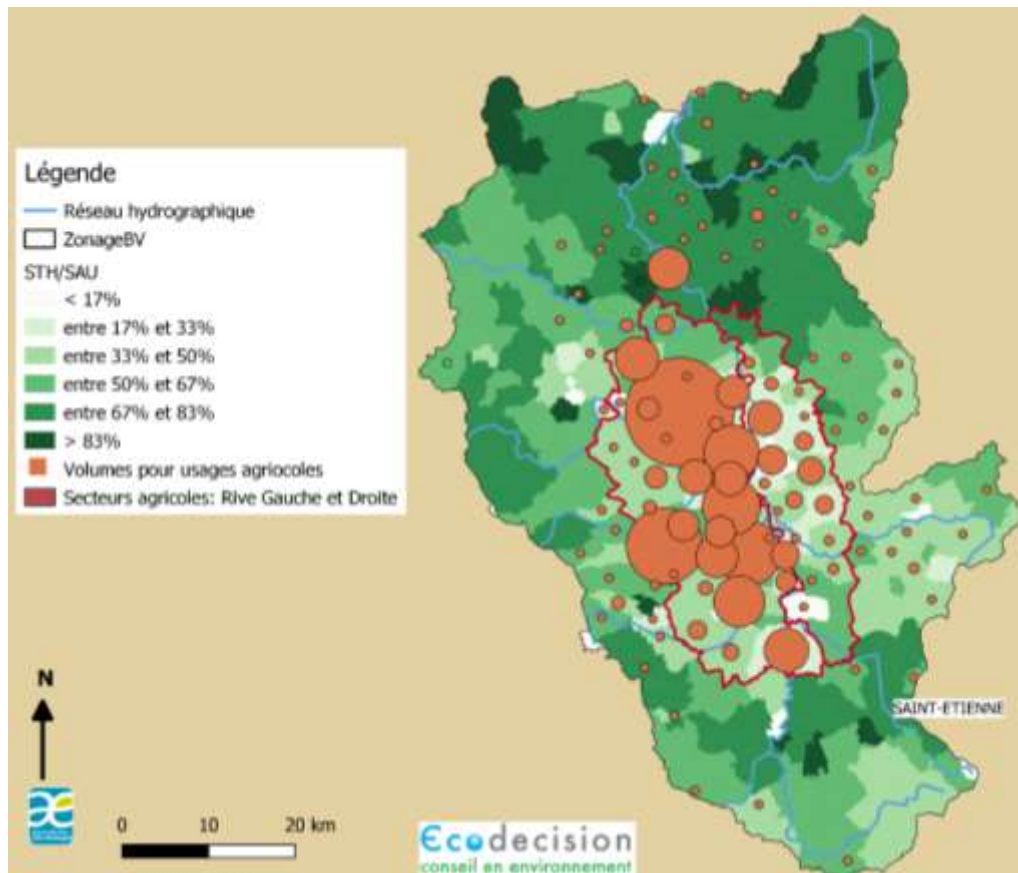 Légende
Réseau hydrographique
ZonageBV
STH/SAU
< 17%
entre 17% et 33%
entre 33% et 50%
entre 50% et 67%
entre 67% et 83%
> 83%
Volumes pour usages agriocoles
Secteurs agricoles: Rive Gauche et Droite
N
SAINT-ETIENNE
0 10 20 km
Ecodecision
conseil en environnement